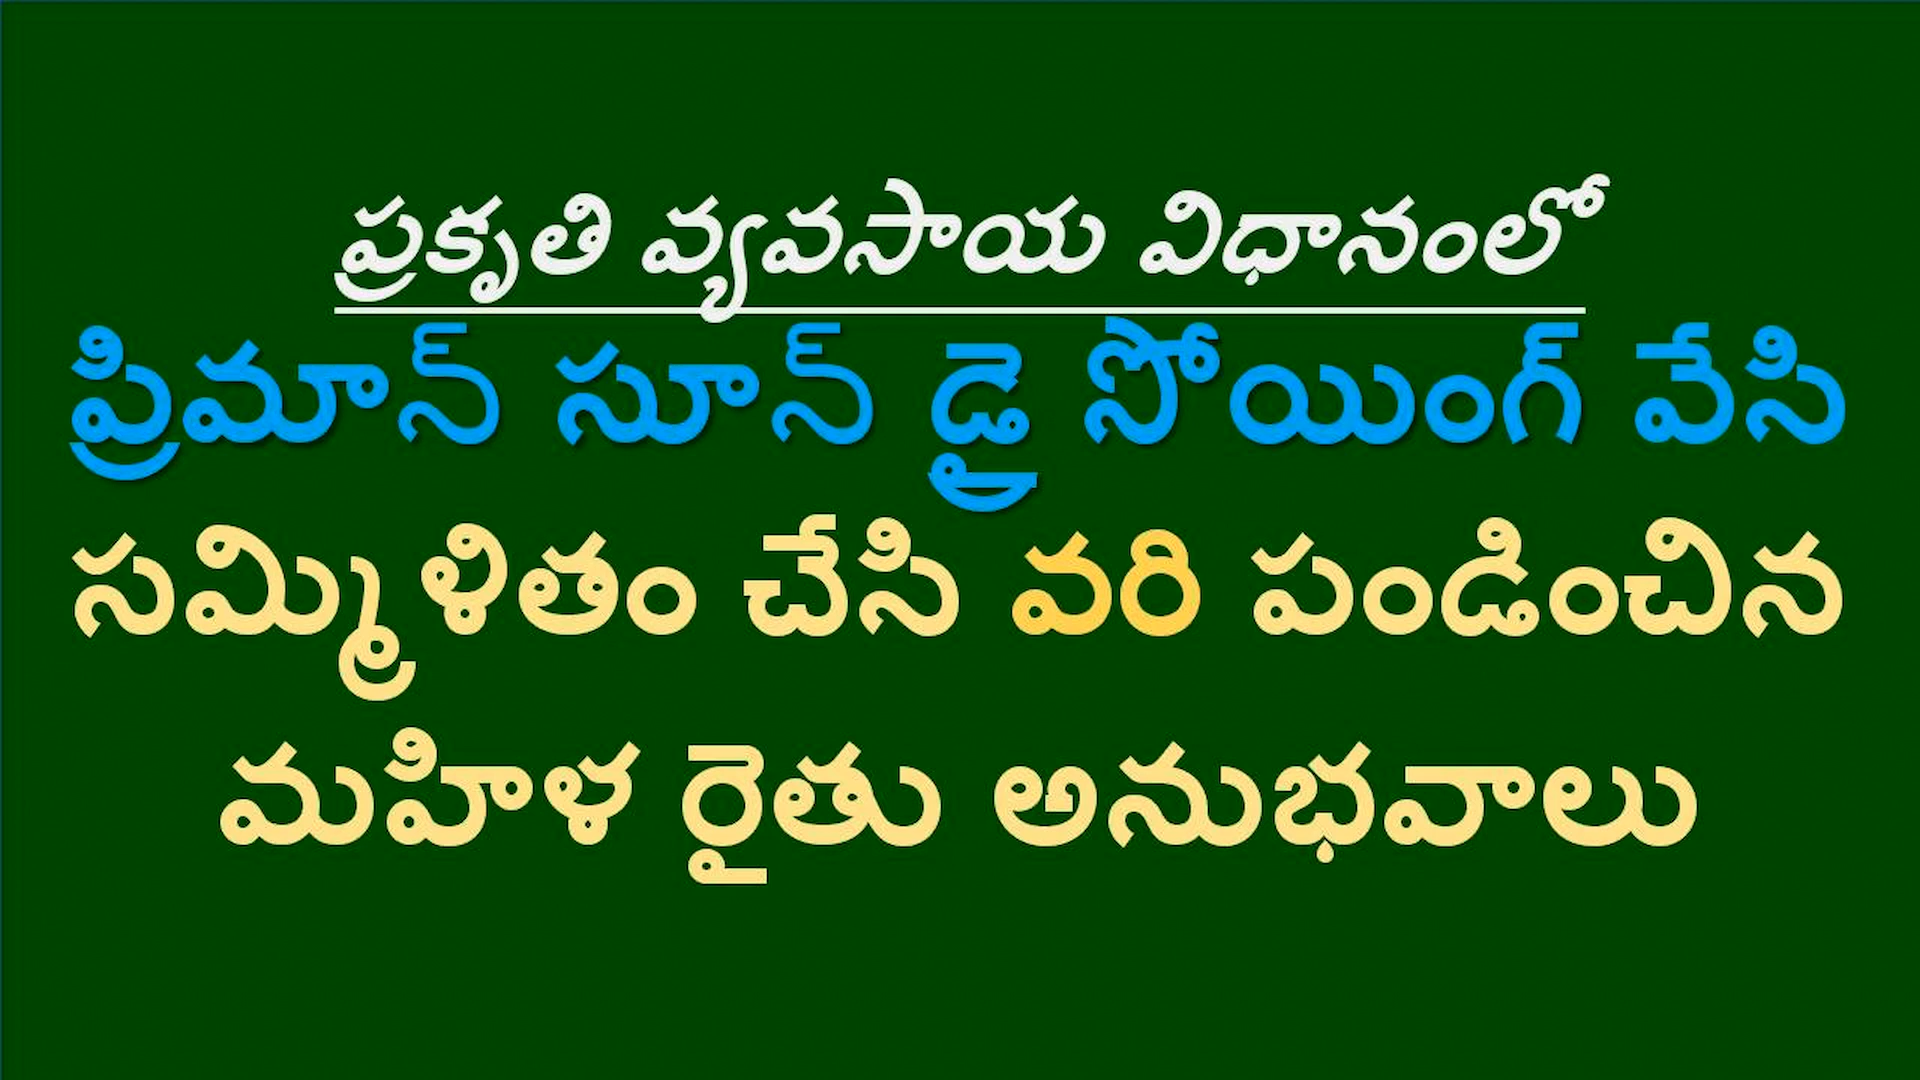 ప్రకృతి వ్యవసాయ విధానంలో
ప్రిమాన్ సూన్ డ్రై సోయింగ్ వేసి
సమ్మిళితం చేసి వరి పండించిన
మహిళ రైతు అనుభవాలు